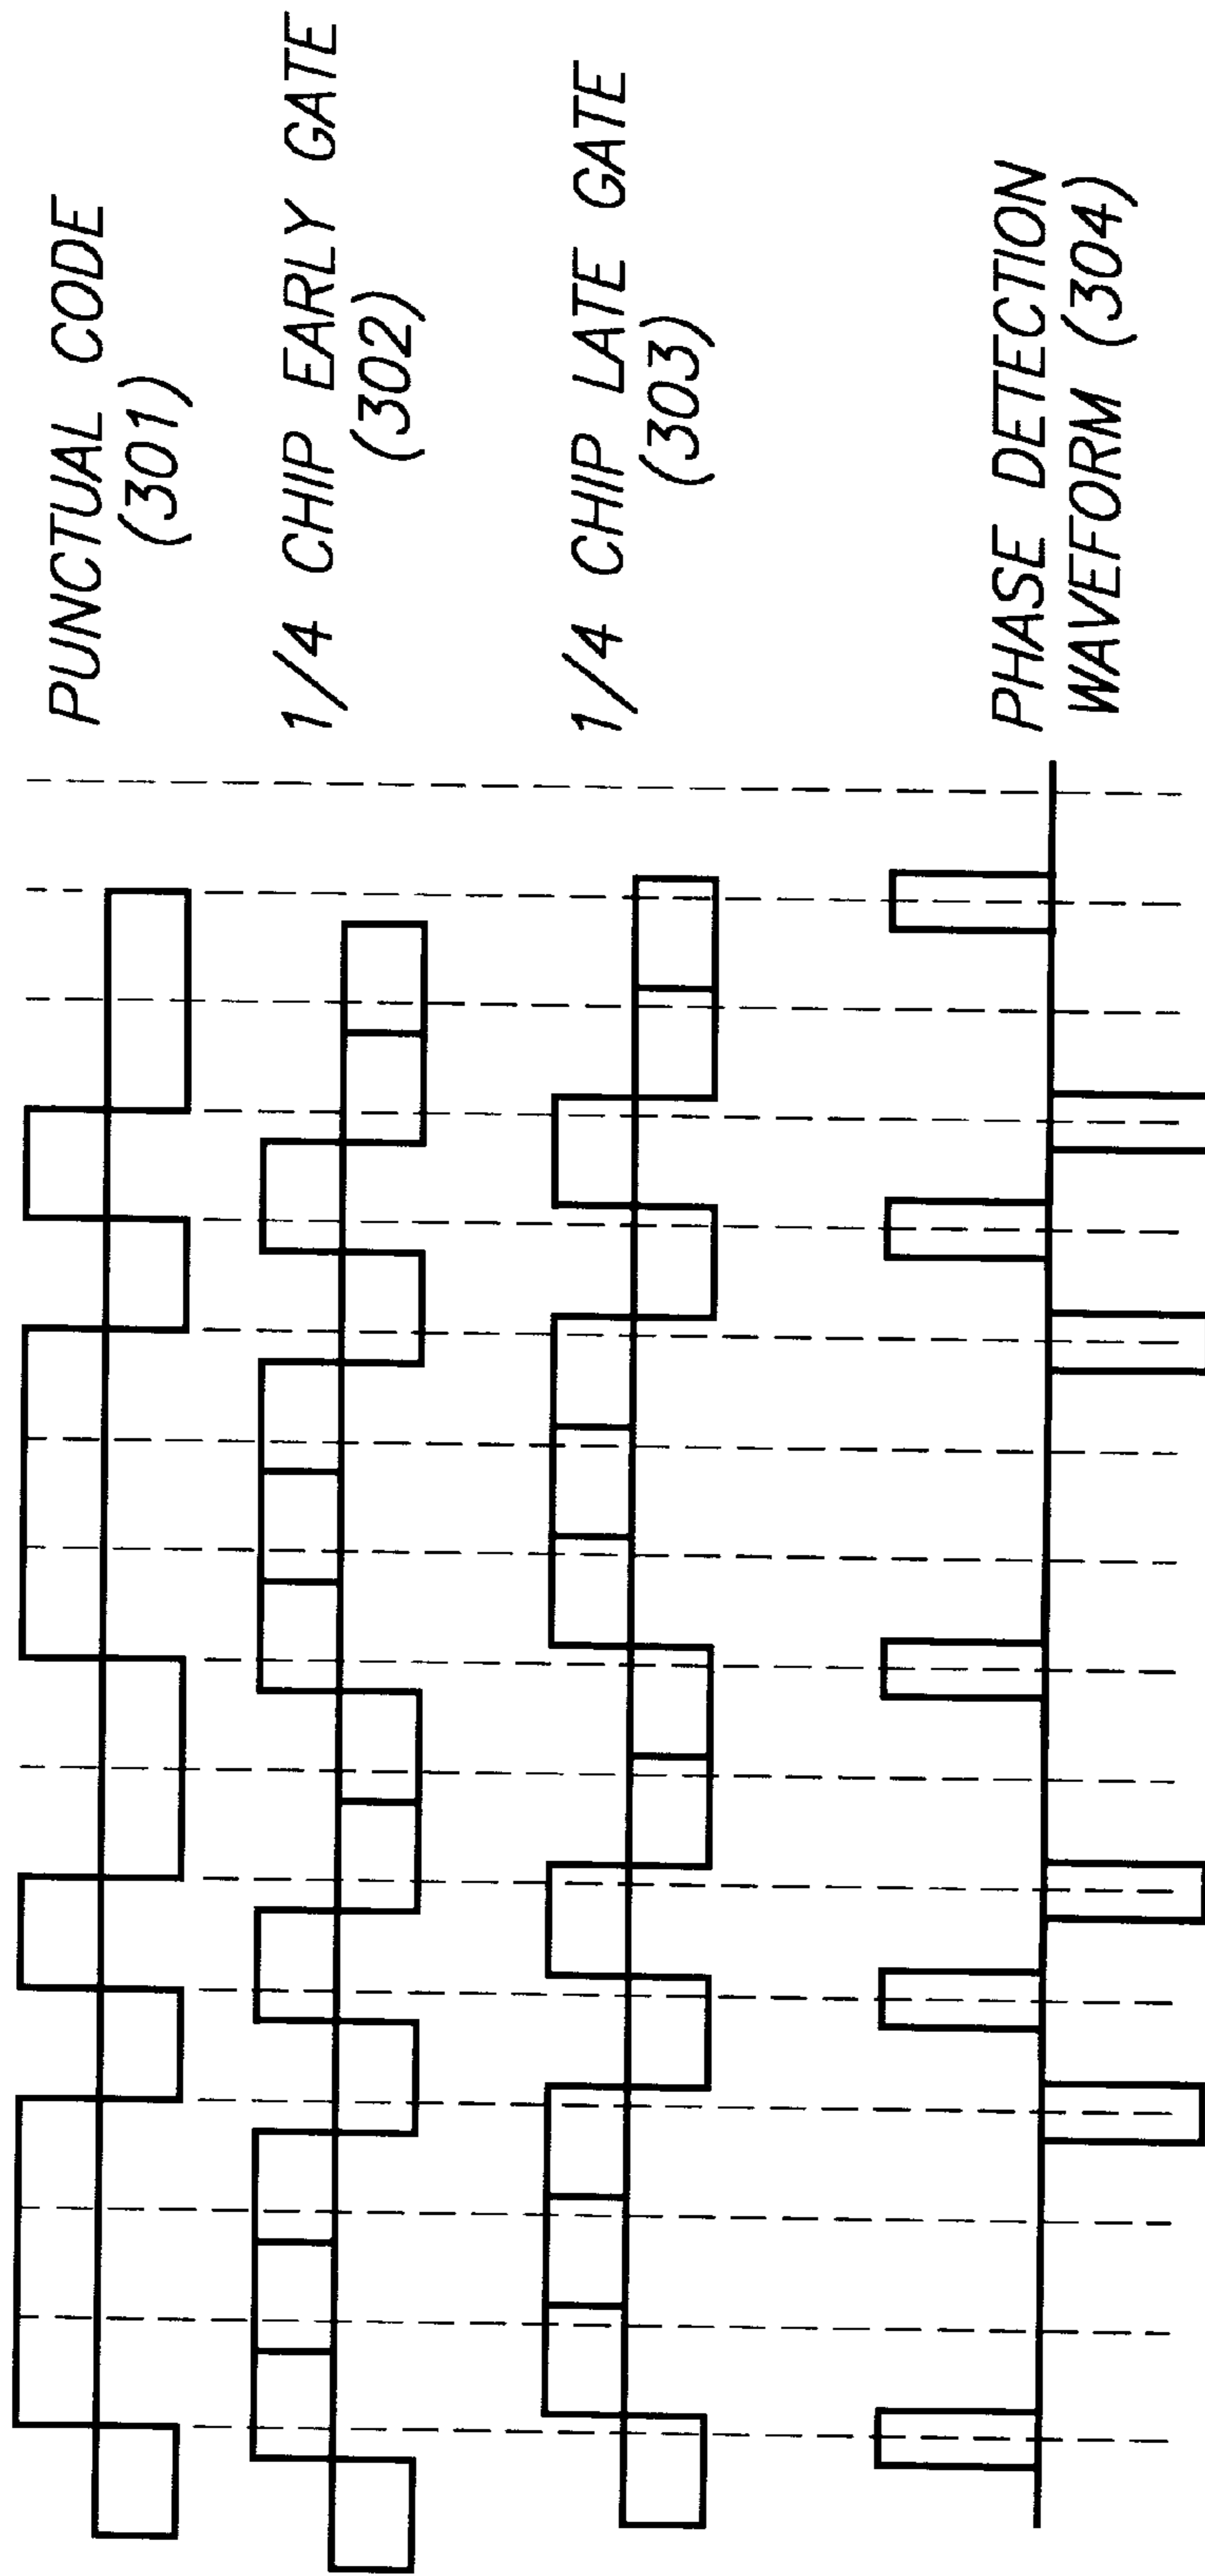 PUNCTUAL CODE
(301)
1/4 CHIP EARLY GATE
(302)
1/4 CHIP LATE GATE
(303)
PHASE DETECTION
WAVEFORM (304)